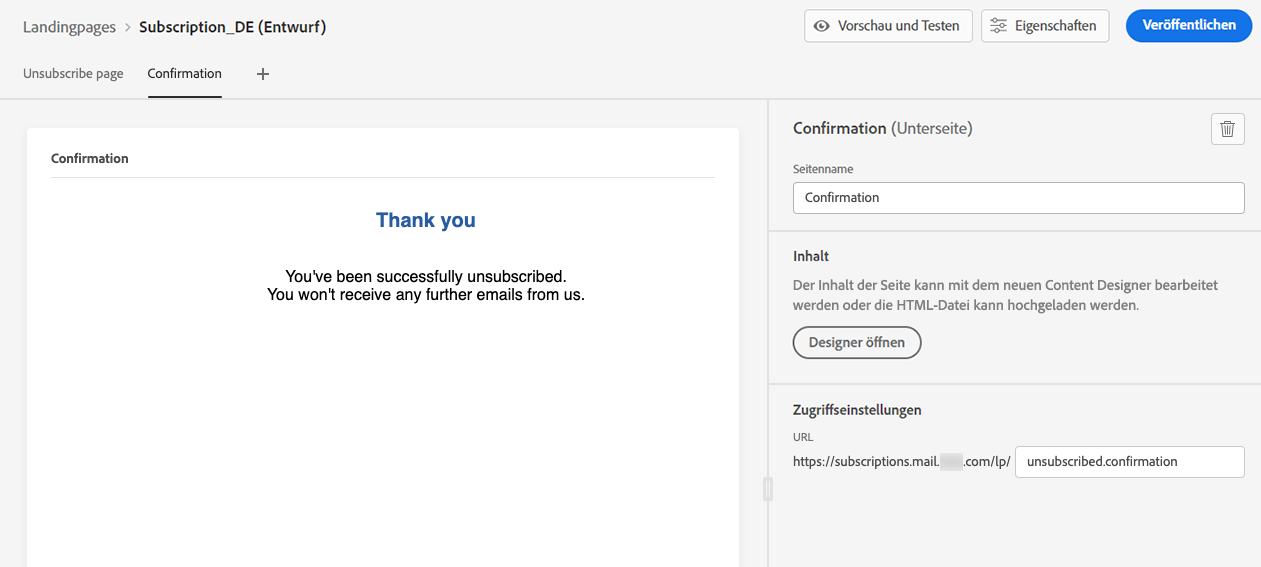 Landingpages > Subscription_DE (Entwurf)
Vorschau und Testen
Eigenschaften
Veröffentlichen
Unsubscribe page
Confirmation
+
Confirmation
Thank you
You've been successfully unsubscribed.
You won't receive any further emails from us.
Confirmation (Unterseite)
Seitenname
Confirmation
Inhalt
Der Inhalt der Seite kann mit dem neuen Content Designer bearbeitet
werden oder die HTML-Datei kann hochgeladen werden.
Designer öffnen
Zugriffseinstellungen
URL
https://subscriptions.mail. .com/lp/ unsubscribed.confirmation